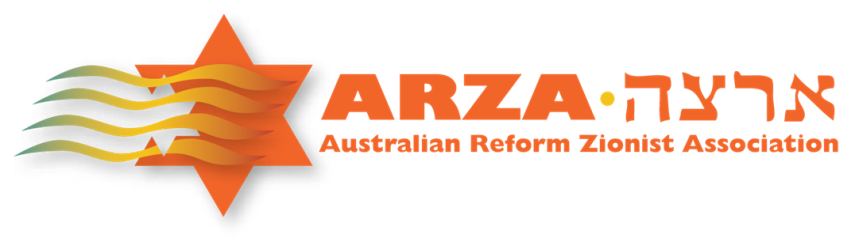 ARZA·ארצה
Australian Reform Zionist Association